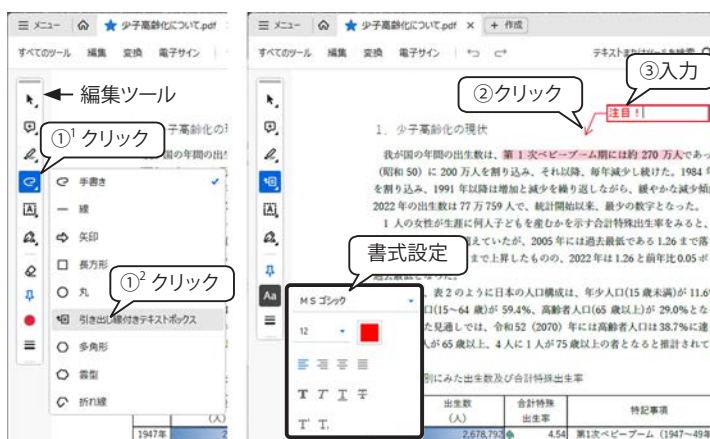 メニュー
少子高齢化について.pdf
すべてのツール 編集 変換 電子サイン
編集ツール
①¹ クリック
子高齢化の現
の年間の出生
手書き
線
矢印
長方形
丸
①² クリック
引き出し線付きテキストボックス
多角形
雲型
折れ線
(人)
1947年
メニュー
少子高齢化について.pdf × + 作成
すべてのツール 編集 変換 電子サイン
③入力
②クリック
注目！
1. 少子高齢化の現状
我が国の年間の出生数は、第 1 次ベビーブーム期には約 270 万人であっ
(昭和 50) に 200 万人を割り込み、それ以降、毎年減少し続けた。1984 年
を割り込み、1991 年以降は増加と減少を繰り返しながら、緩やかな減少傾
2022 年の出生数は 77 万 759 人で、統計開始以来、最少の数字となった。
1 人の女性が生涯に何人子どもを産むかを示す合計特殊出生率をみると、
えていたが、2005 年には過去最低である 1.26 まで落
まで上昇したものの、2022 年は 1.26 と前年比 0.05 ポ
書式設定
、表 2 のように日本の人口構成は、年少人口(15 歳未満)が 11.6
口(15～64 歳)が 59.4%、高齢者人口(65 歳以上)が 29.0%とな
た見通しでは、令和 52 (2070) 年には高齢者人口は 38.7%に達
人が 65 歳以上、4 人に 1 人が 75 歳以上の者となると推計されて
Aa
ＭＳ ゴシック
12
T T T T
T T
別にみた出生数及び合計特殊出生率
出生数
(人)
合計特殊
出生率
特記事項
2,678,792 4.54 第1次ベビーブーム (1947～49年